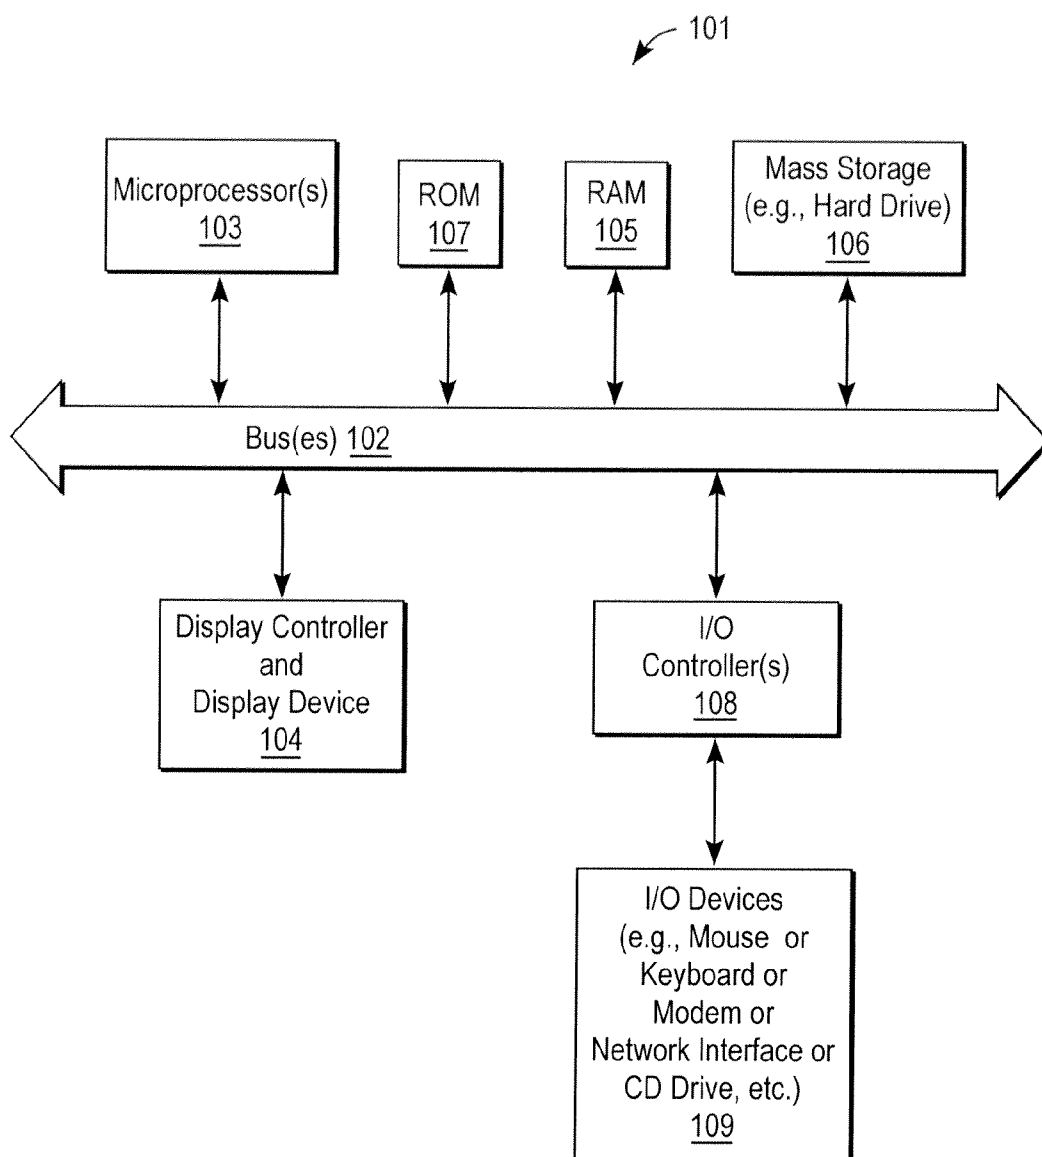 101
Microprocessor(s)
103
ROM
107
RAM
105
Mass Storage
(e.g., Hard Drive)
106
Bus(es) 102
Display Controller
and
Display Device
104
I/O
Controller(s)
108
I/O Devices
(e.g., Mouse or
Keyboard or
Modem or
Network Interface or
CD Drive, etc.)
109